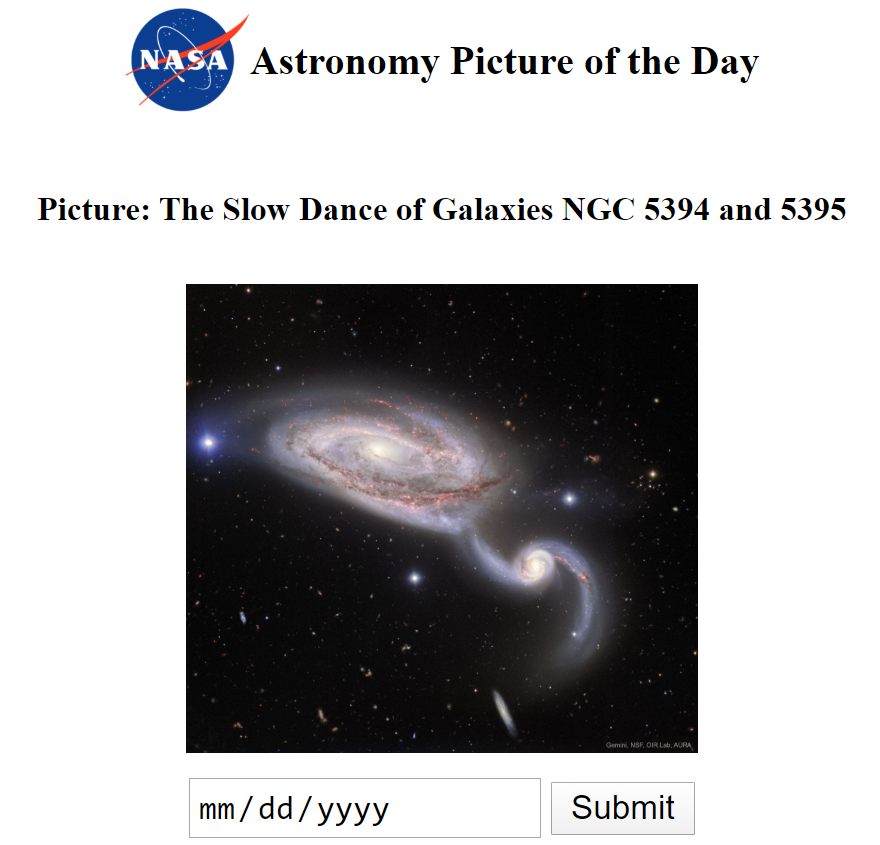 NASA
Astronomy Picture of the Day
Picture: The Slow Dance of Galaxies NGC 5394 and 5395
Gemini, NSF, OIR Lab, AURA
mm/dd/yyyy
Submit